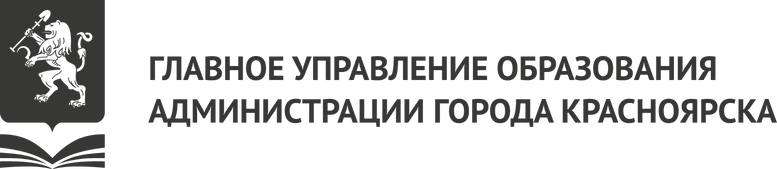 ГЛАВНОЕ УПРАВЛЕНИЕ ОБРАЗОВАНИЯ
АДМИНИСТРАЦИИ ГОРОДА КРАСНОЯРСКА